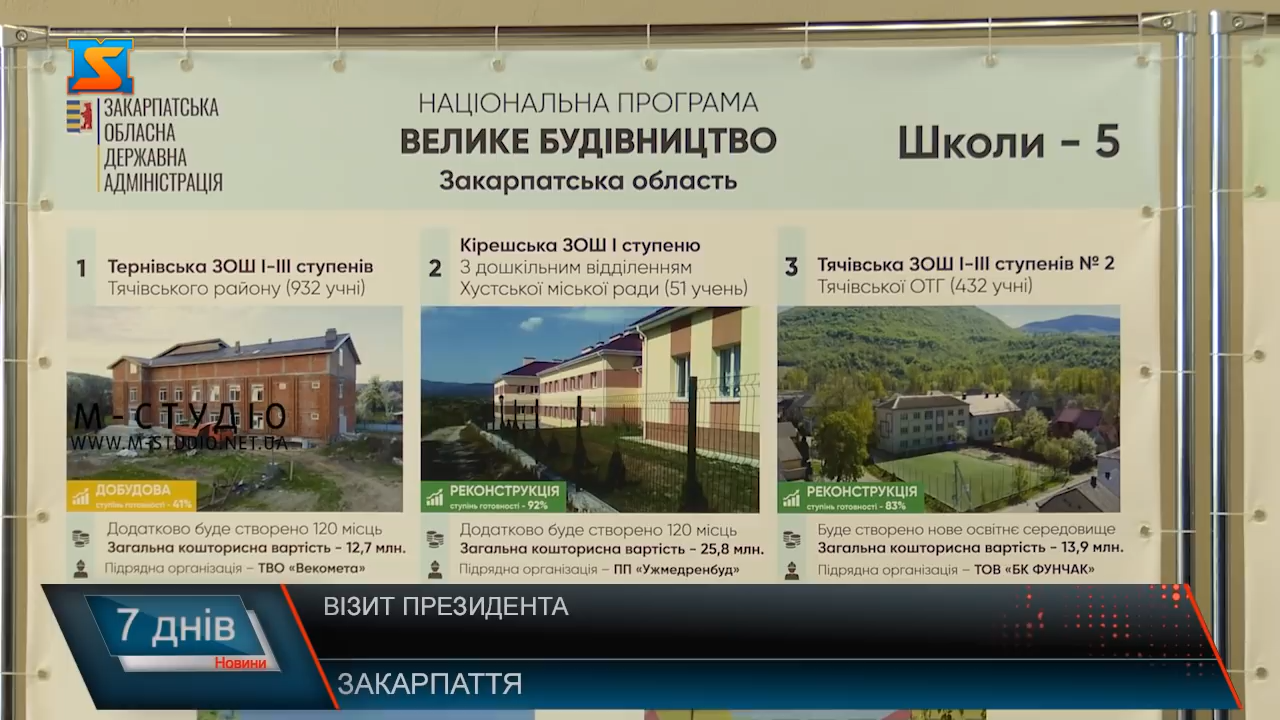 ЗАКАРПАТСЬКА
ОБЛАСНА
ДЕРЖАВНА
АДМІНІСТРАЦІЯ
НАЦІОНАЛЬНА ПРОГРАМА
ВЕЛИКЕ БУДІВНИЦТВО
Закарпатська область
Школи - 5
1
Тернівська ЗОШ І-ІІІ ступенів
Тячівського району (932 учні)
М-СТУДІО
WWW.M-STUDIO.NET.UA
ДОБУДОВА
ступінь готовності - 41%
Додатково буде створено 120 місць
Загальна кошторисна вартість - 12,7 млн.
Підрядна організація – ТВО «Векомета»
2
Кірешська ЗОШ І ступеню
З дошкільним відділенням
Хустської міської ради (51 учень)
РЕКОНСТРУКЦІЯ
ступінь готовності - 92%
Додатково буде створено 120 місць
Загальна кошторисна вартість - 25,8 млн.
Підрядна організація – ПП «Ужмедренбуд»
3
Тячівська ЗОШ І-ІІІ ступенів № 2
Тячівської ОТГ (432 учні)
РЕКОНСТРУКЦІЯ
ступінь готовності - 83%
Буде створено нове освітнє середовище
Загальна кошторисна вартість - 13,9 млн.
Підрядна організація – ТОВ «БК ФУНЧАК»
7 днів
Новини
ВІЗИТ ПРЕЗИДЕНТА
ЗАКАРПАТТЯ